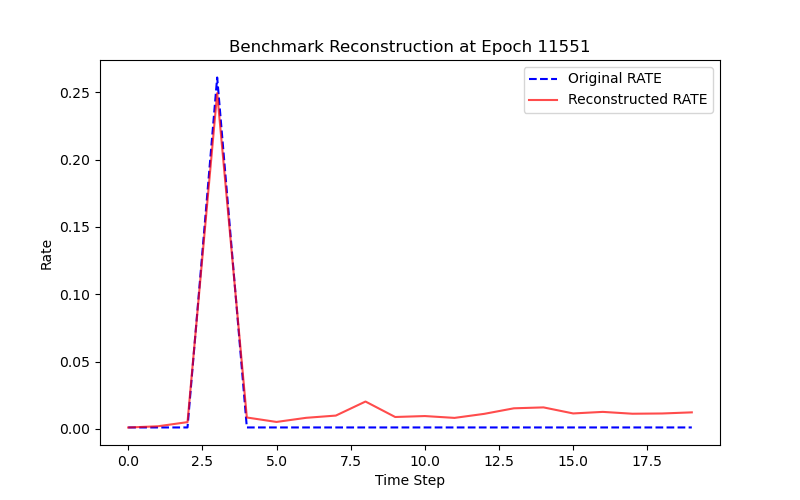 Benchmark Reconstruction at Epoch 11551
Original RATE
Reconstructed RATE
Rate
0.25
0.20
0.15
0.10
0.05
0.00
0.0 2.5 5.0 7.5 10.0 12.5 15.0 17.5
Time Step